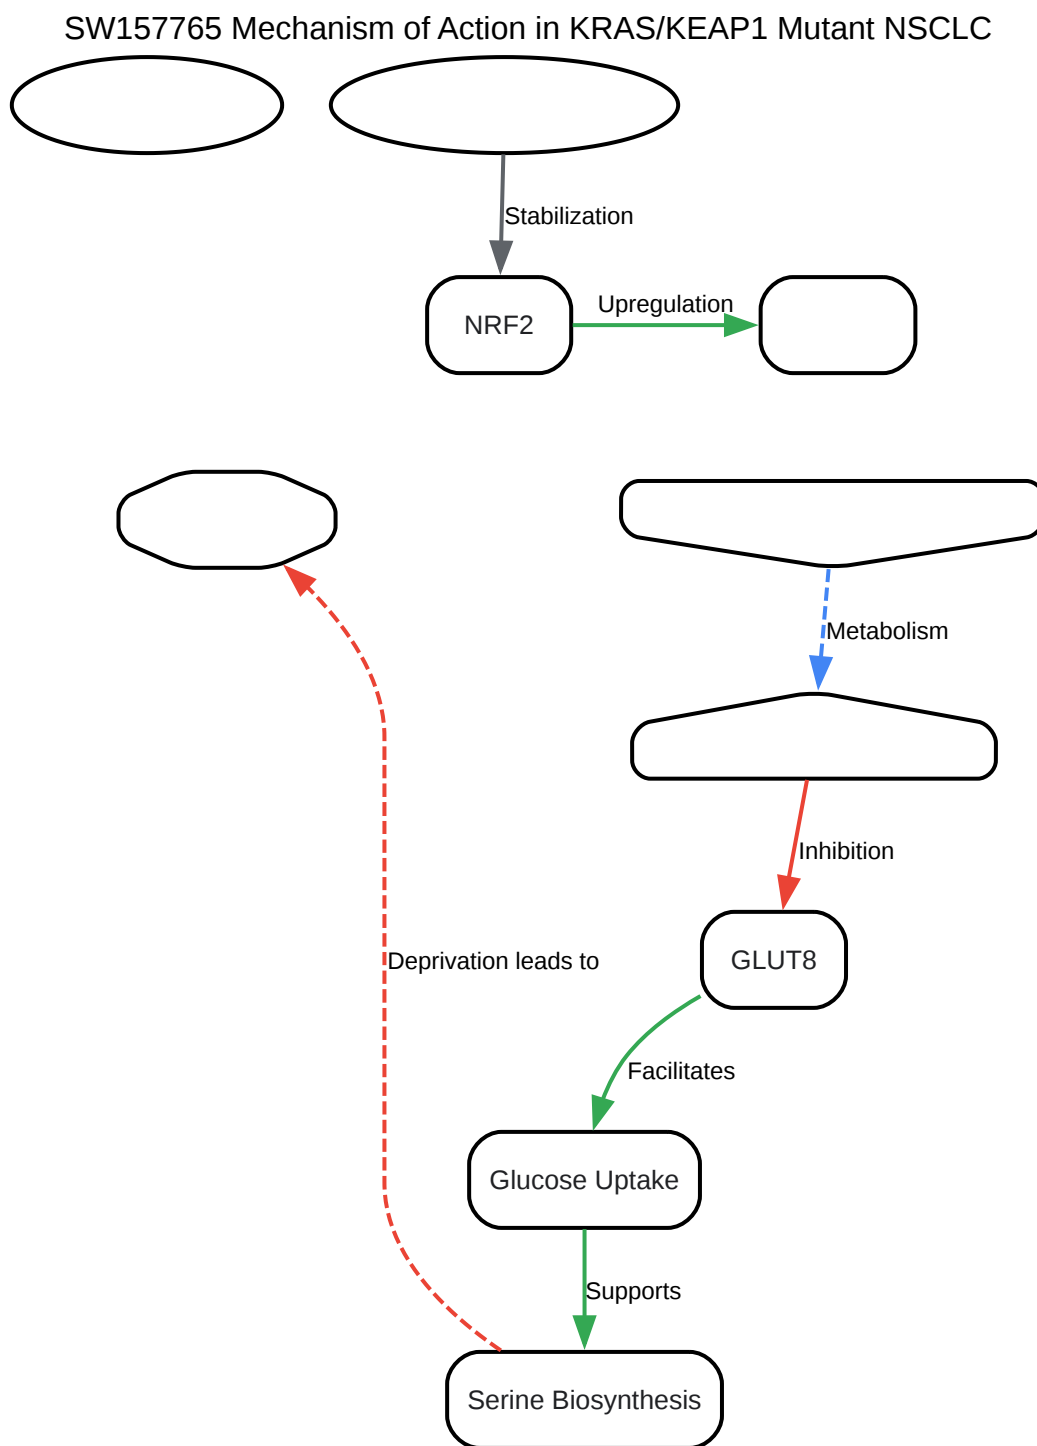 SW157765 Mechanism of Action in KRAS/KEAP1 Mutant NSCLC
Stabilization
NRF2
Upregulation
Metabolism
Inhibition
GLUT8
Deprivation leads to
Facilitates
Glucose Uptake
Supports
Serine Biosynthesis